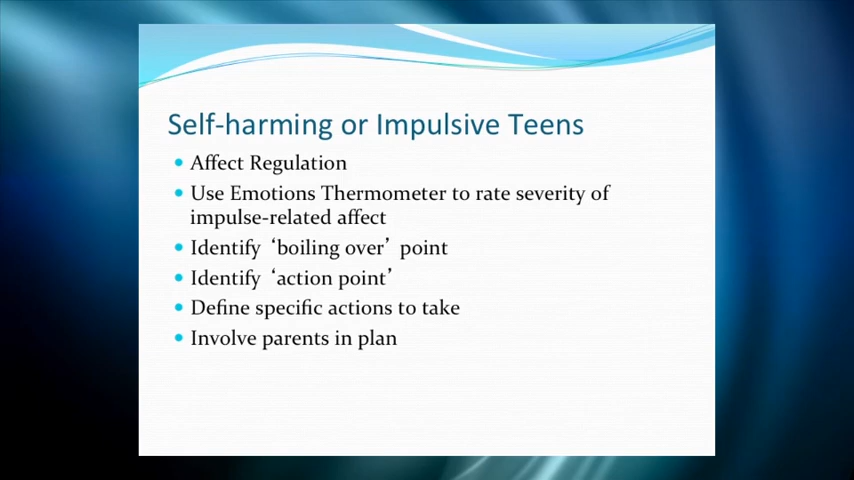 Self-harming or Impulsive Teens
• Affect Regulation
• Use Emotions Thermometer to rate severity of
impulse-related affect
• Identify ‘boiling over’ point
• Identify ‘action point’
• Define specific actions to take
• Involve parents in plan